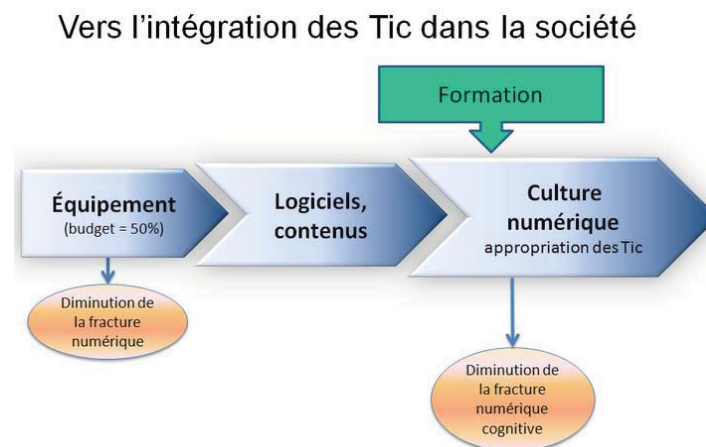 Vers l'intégration des Tic dans la société
Formation
Équipement
(budget = 50%)
Logiciels,
contenus
Culture
numérique
appropriation des Tic
Diminution de
la fracture
numérique
Diminution de
la fracture
numérique
cognitive